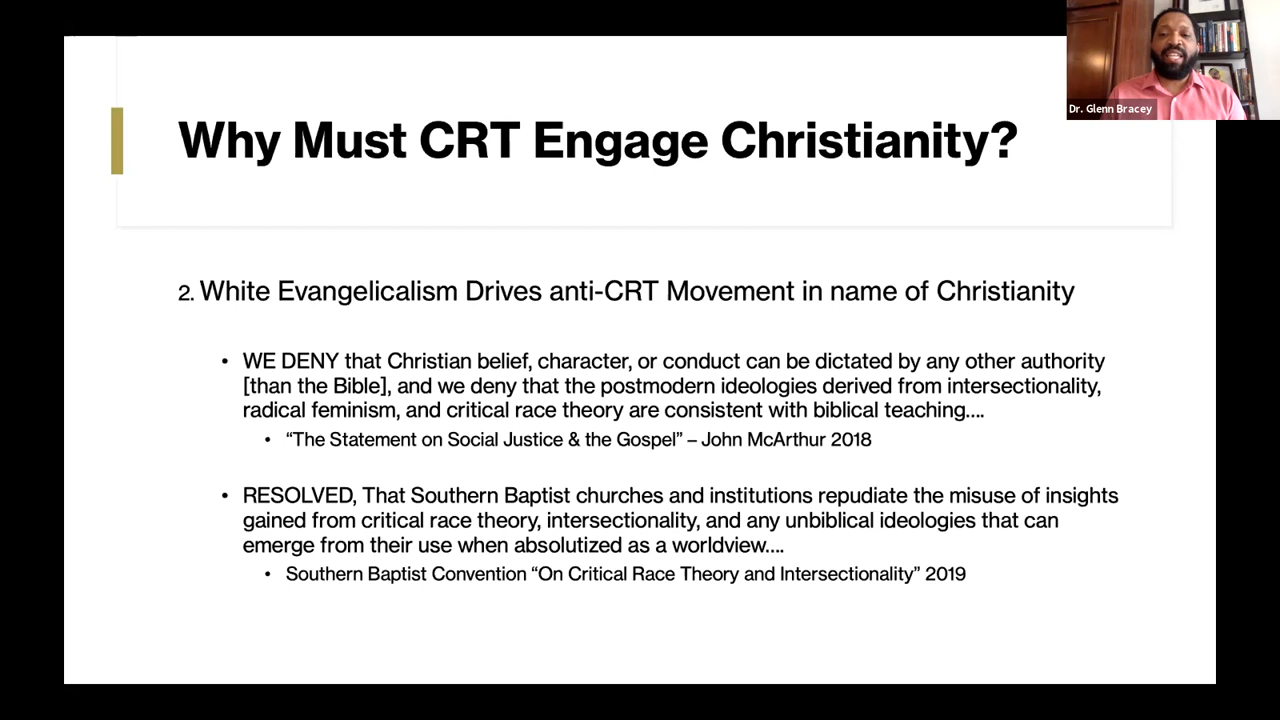 Dr. Glenn Bracey
Why Must CRT Engage Christianity?
2. White Evangelicalism Drives anti-CRT Movement in name of Christianity
• WE DENY that Christian belief, character, or conduct can be dictated by any other authority
[than the Bible], and we deny that the postmodern ideologies derived from intersectionality,
radical feminism, and critical race theory are consistent with biblical teaching….
• “The Statement on Social Justice & the Gospel” – John McArthur 2018
• RESOLVED, That Southern Baptist churches and institutions repudiate the misuse of insights
gained from critical race theory, intersectionality, and any unbiblical ideologies that can
emerge from their use when absolutized as a worldview….
• Southern Baptist Convention “On Critical Race Theory and Intersectionality” 2019